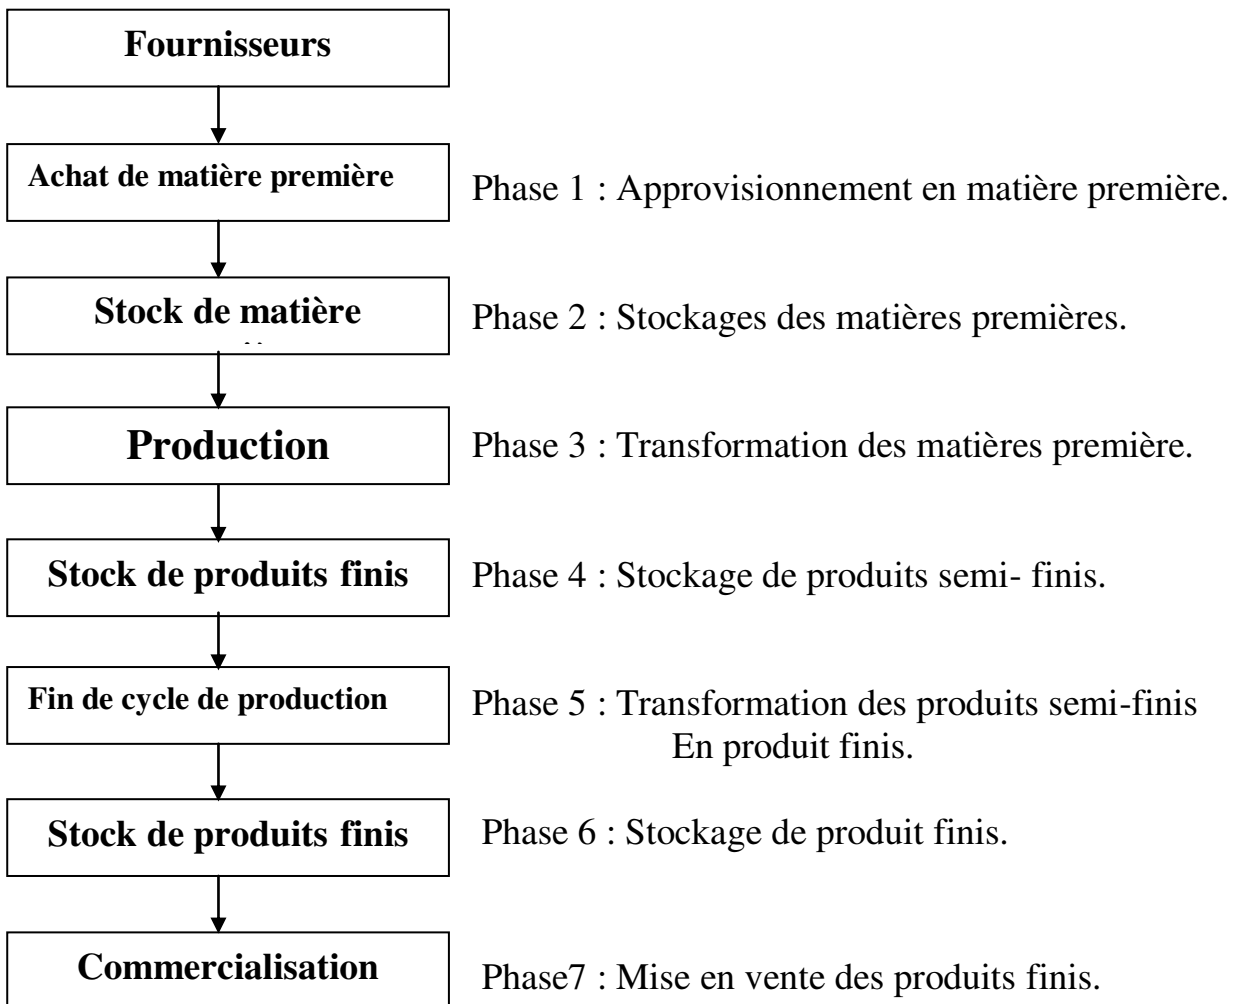 Fournisseurs
Achat de matière première
Phase 1 : Approvisionnement en matière première.
Stock de matière
Phase 2 : Stockages des matières premières.
Production
Phase 3 : Transformation des matières première.
Stock de produits finis
Phase 4 : Stockage de produits semi- finis.
Fin de cycle de production
Phase 5 : Transformation des produits semi-finis
En produit finis.
Stock de produits finis
Phase 6 : Stockage de produit finis.
Commercialisation
Phase7 : Mise en vente des produits finis.